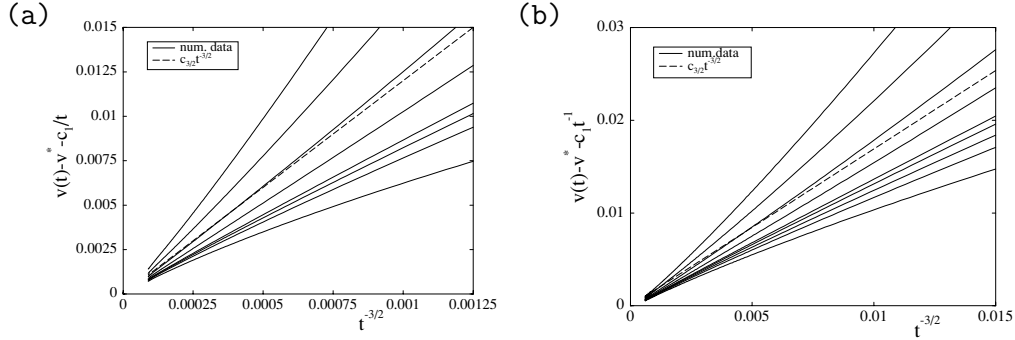 (a)
0.015
0.0125
0.01
0.0075
0.005
0.0025
0
v(t)-v*-c₁/t
num. data
c₃/₂t⁻³/²
0
0.00025
0.0005
0.00075
0.001
0.00125
t⁻³/²
(b)
0.03
0.02
0.01
0
v(t)-v*-c₁t⁻¹
num.data
c₃/₂t⁻³/²
0
0.005
0.01
0.015
t⁻³/²